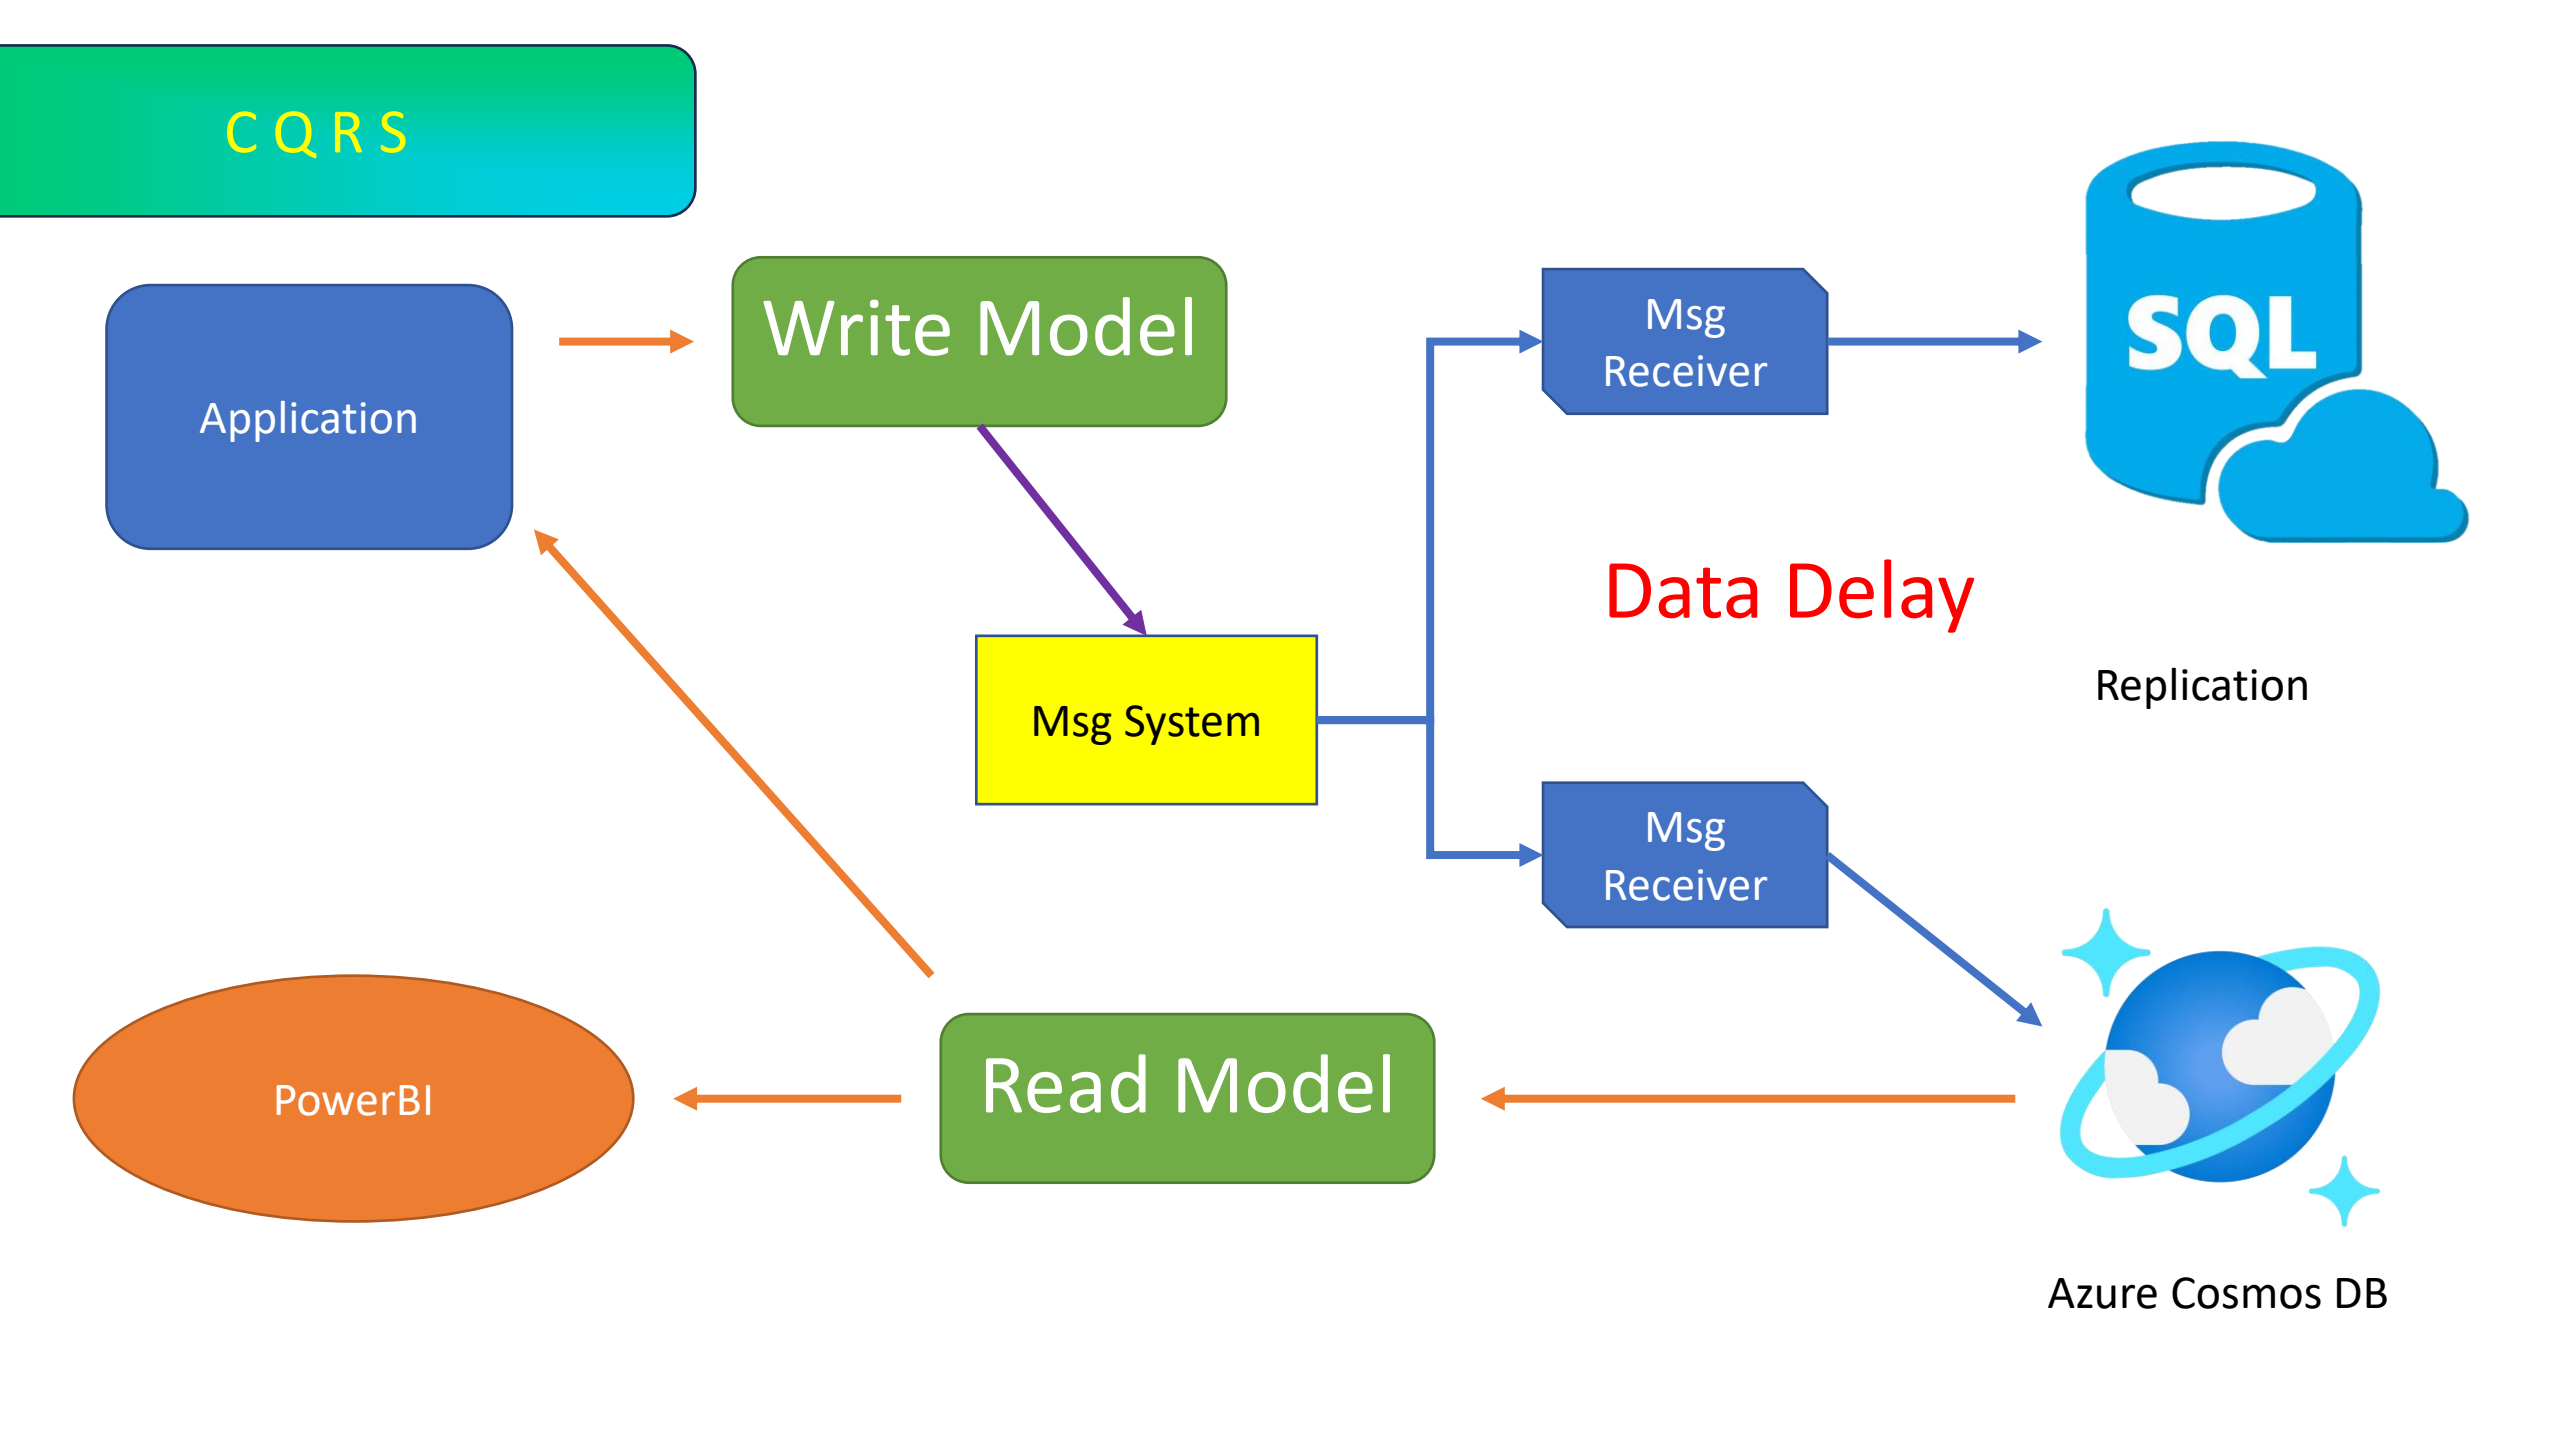 C Q R S
Write Model
Application
Msg
Receiver
SQL
Data Delay
Replication
Msg System
Msg
Receiver
Read Model
PowerBI
Azure Cosmos DB